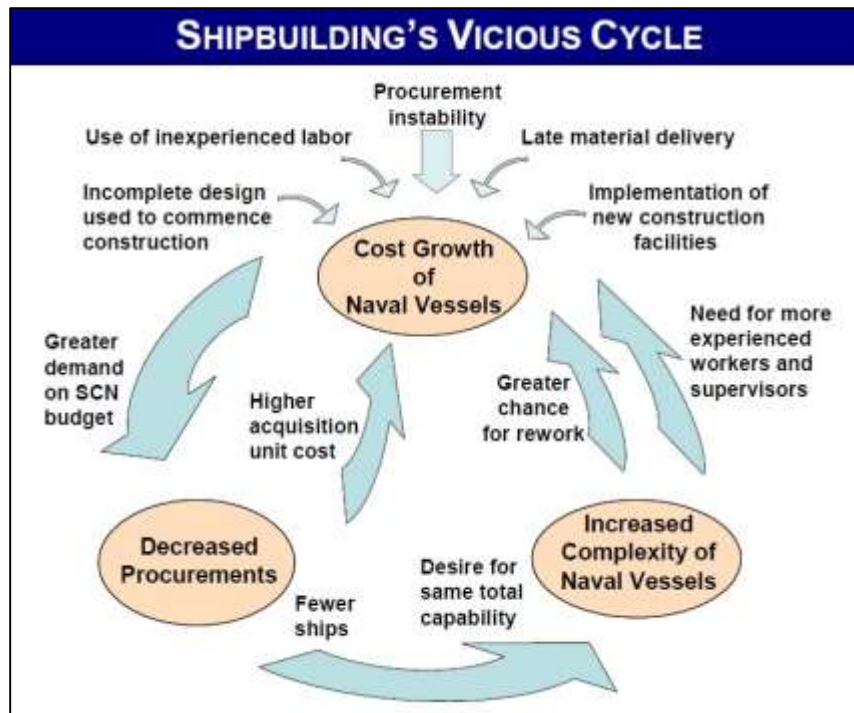 SHIPBUILDING'S VICIOUS CYCLE
Procurement
instability
Use of inexperienced labor
Late material delivery
Incomplete design
used to commence
construction
Implementation of
new construction
facilities
Cost Growth
of
Naval Vessels
Greater
demand
on SCN
budget
Higher
acquisition
unit cost
Greater
chance
for rework
Need for more
experienced
workers and
supervisors
Decreased
Procurements
Increased
Complexity of
Naval Vessels
Fewer
ships
Desire for
same total
capability